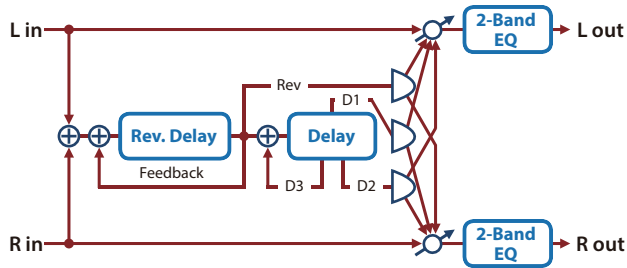 L in
2-Band
EQ
L out
Rev
D1
Rev. Delay
Delay
Feedback
D3
D2
R in
2-Band
EQ
R out